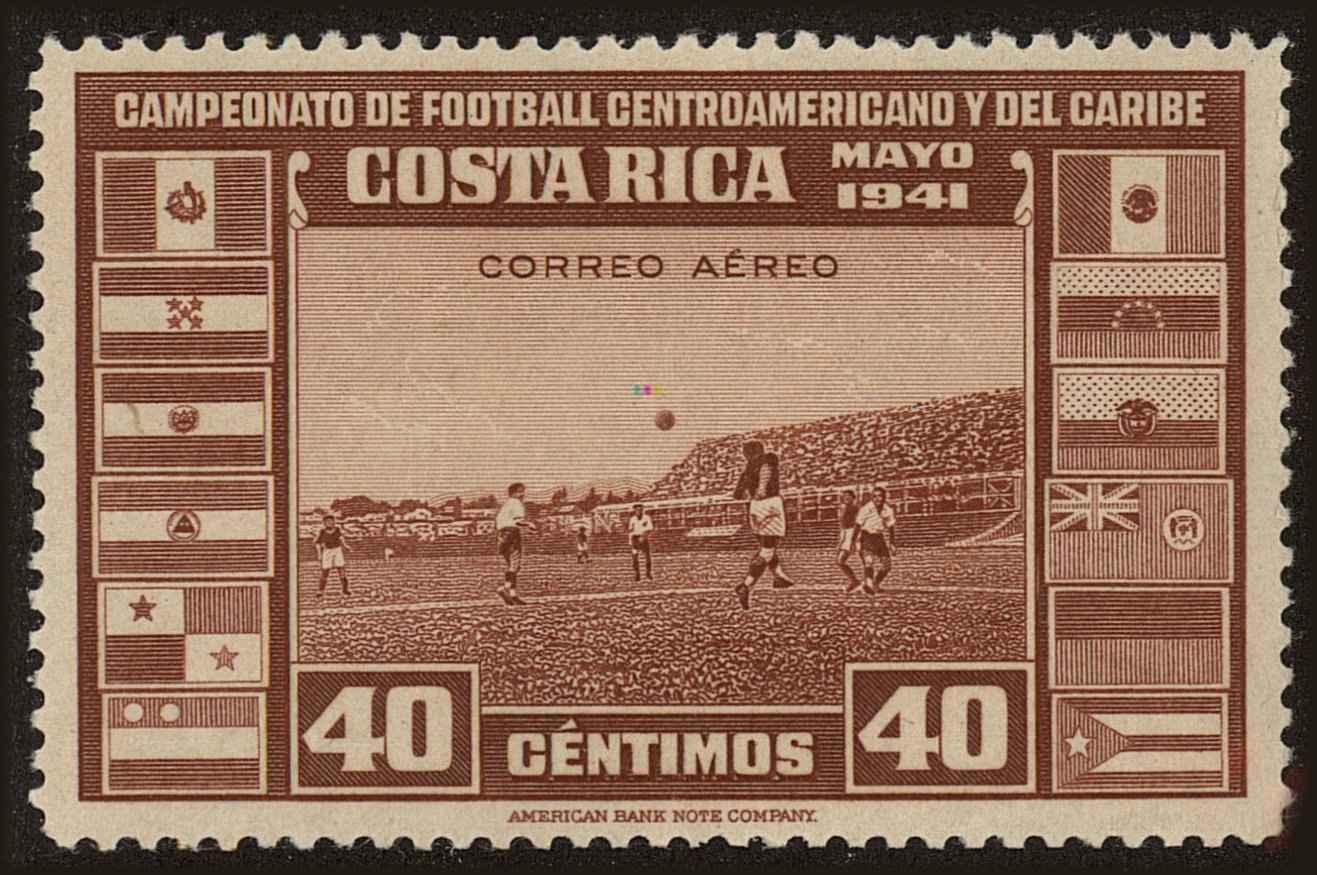 CAMPEONATO DE FOOTBALL CENTROAMERICANO Y DEL CARIBE
COSTA RICA MAYO 1941
CORREO AÉREO
40 CÉNTIMOS 40
AMERICAN BANK NOTE COMPANY.